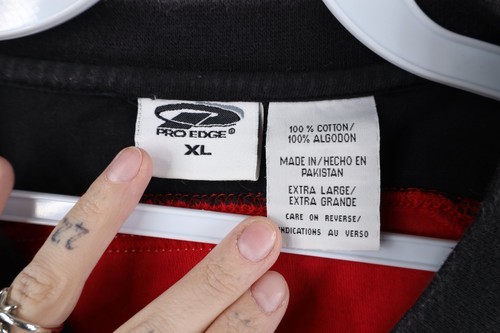 PRO EDGE®
XL
100 % COTTON/
100% ALGODON
MADE IN/HECHO EN
PAKISTAN
EXTRA LARGE/
EXTRA GRANDE
CARE ON REVERSE/
INDICATIONS AU VERSO
22